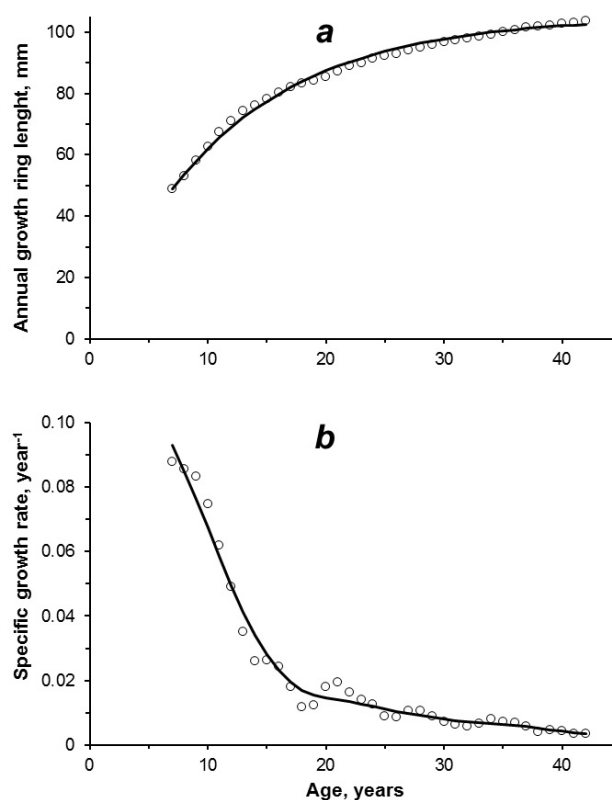 a
Annual growth ring lenght, mm
100
80
60
40
20
0
0 10 20 30 40
b
Specific growth rate, year-1
0.10
0.08
0.06
0.04
0.02
0
0 10 20 30 40
Age, years